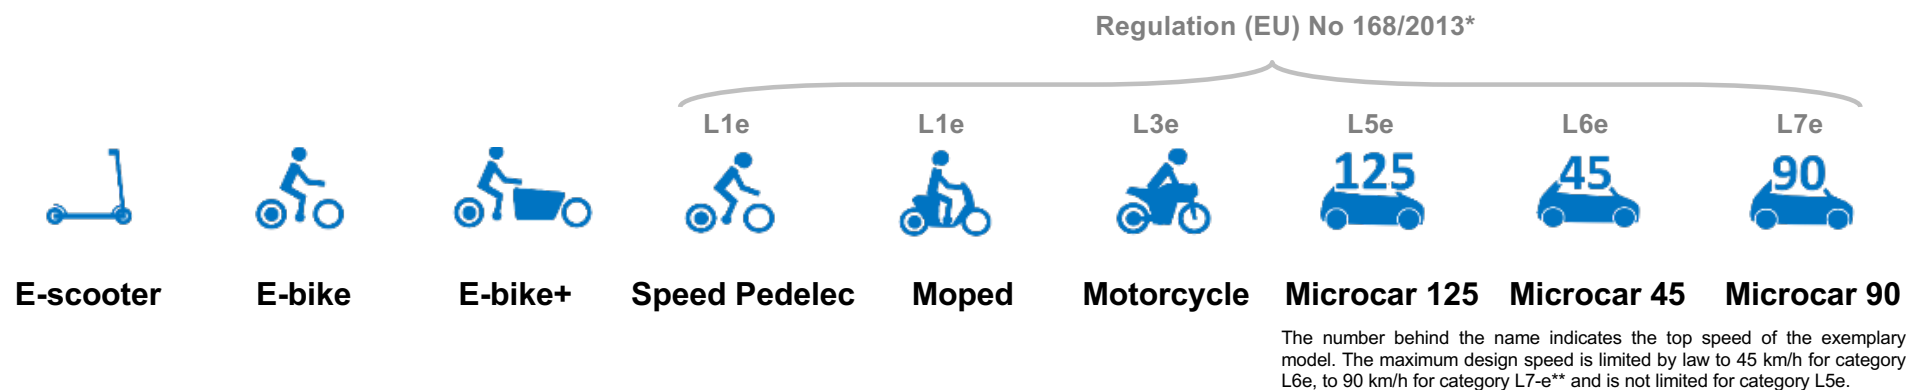 Regulation (EU) No 168/2013*
L1e L1e L3e L5e L6e L7e
125 45 90
E-scooter E-bike E-bike+ Speed Pedelec Moped Motorcycle Microcar 125 Microcar 45 Microcar 90
The number behind the name indicates the top speed of the exemplary
model. The maximum design speed is limited by law to 45 km/h for category
L6e, to 90 km/h for category L7-e** and is not limited for category L5e.